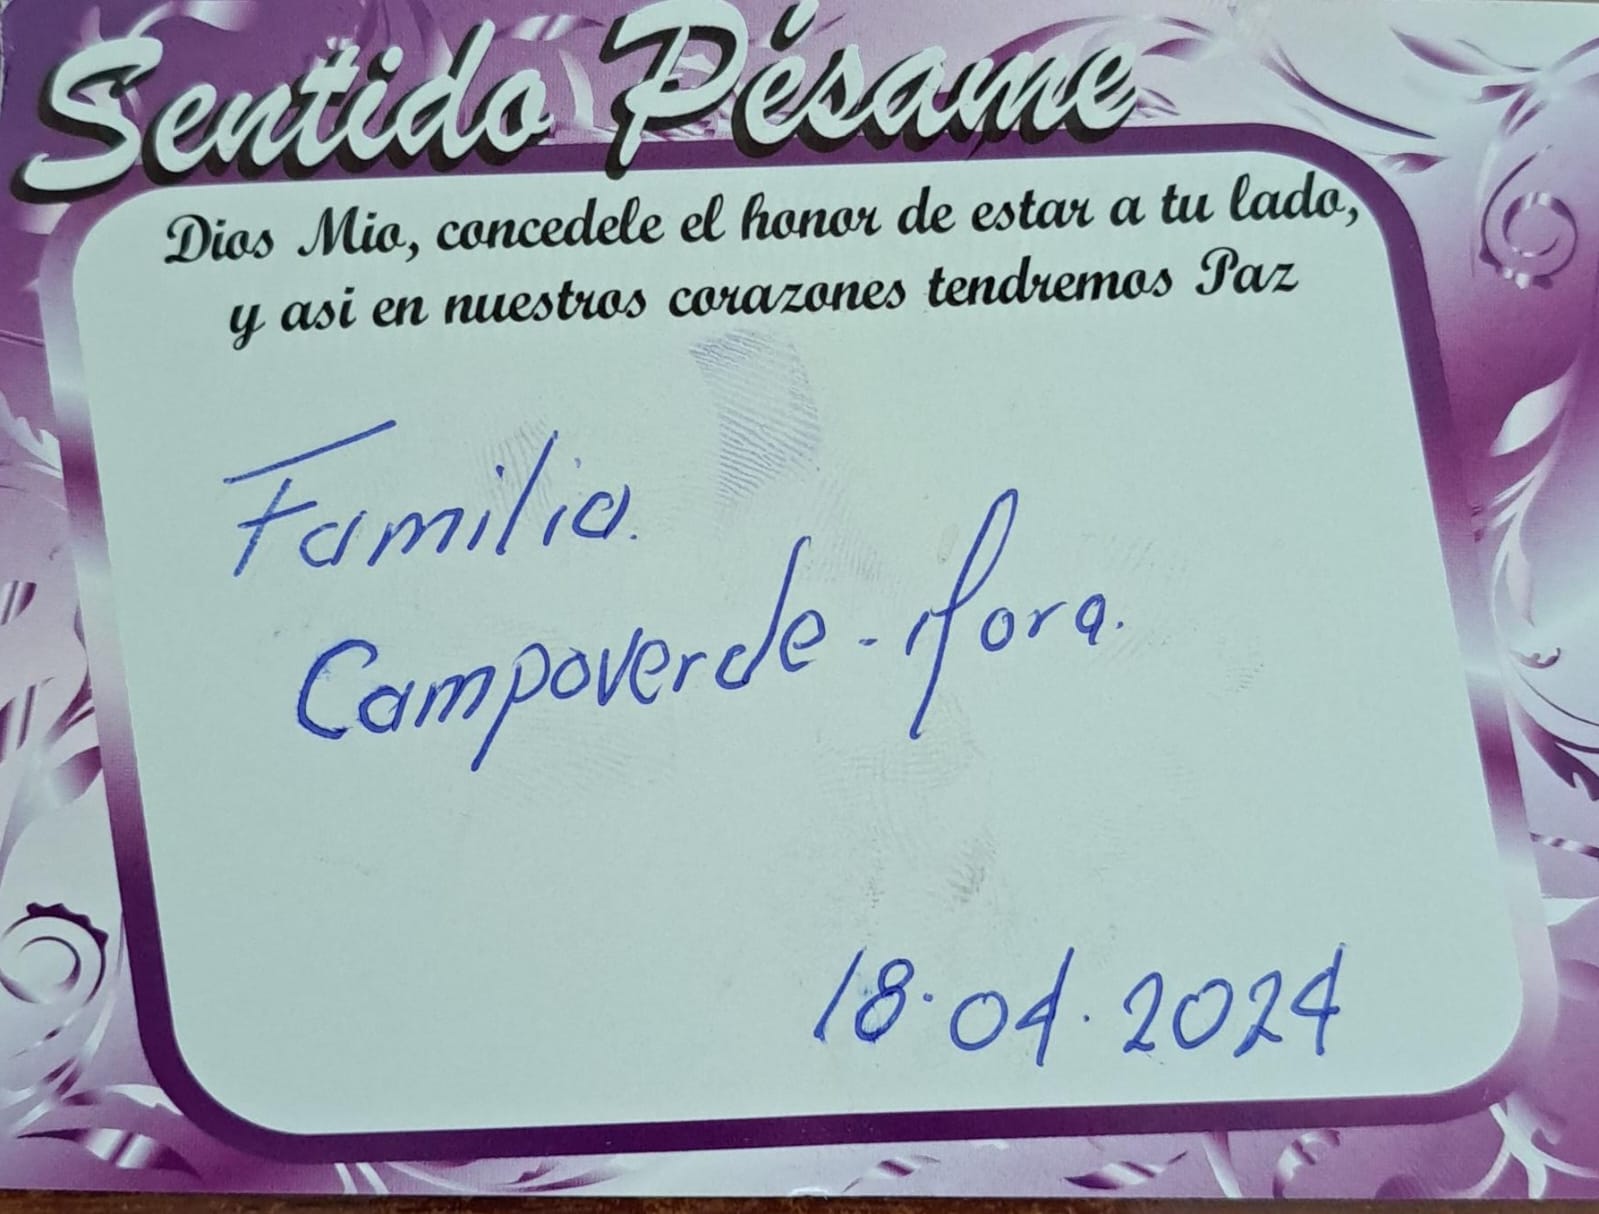 Sentido Pésame
Dios Mio, concedele el honor de estar a tu lado,
y asi en nuestros corazones tendremos Paz
Familia.
Campoverde - Mora.
18.04.2024